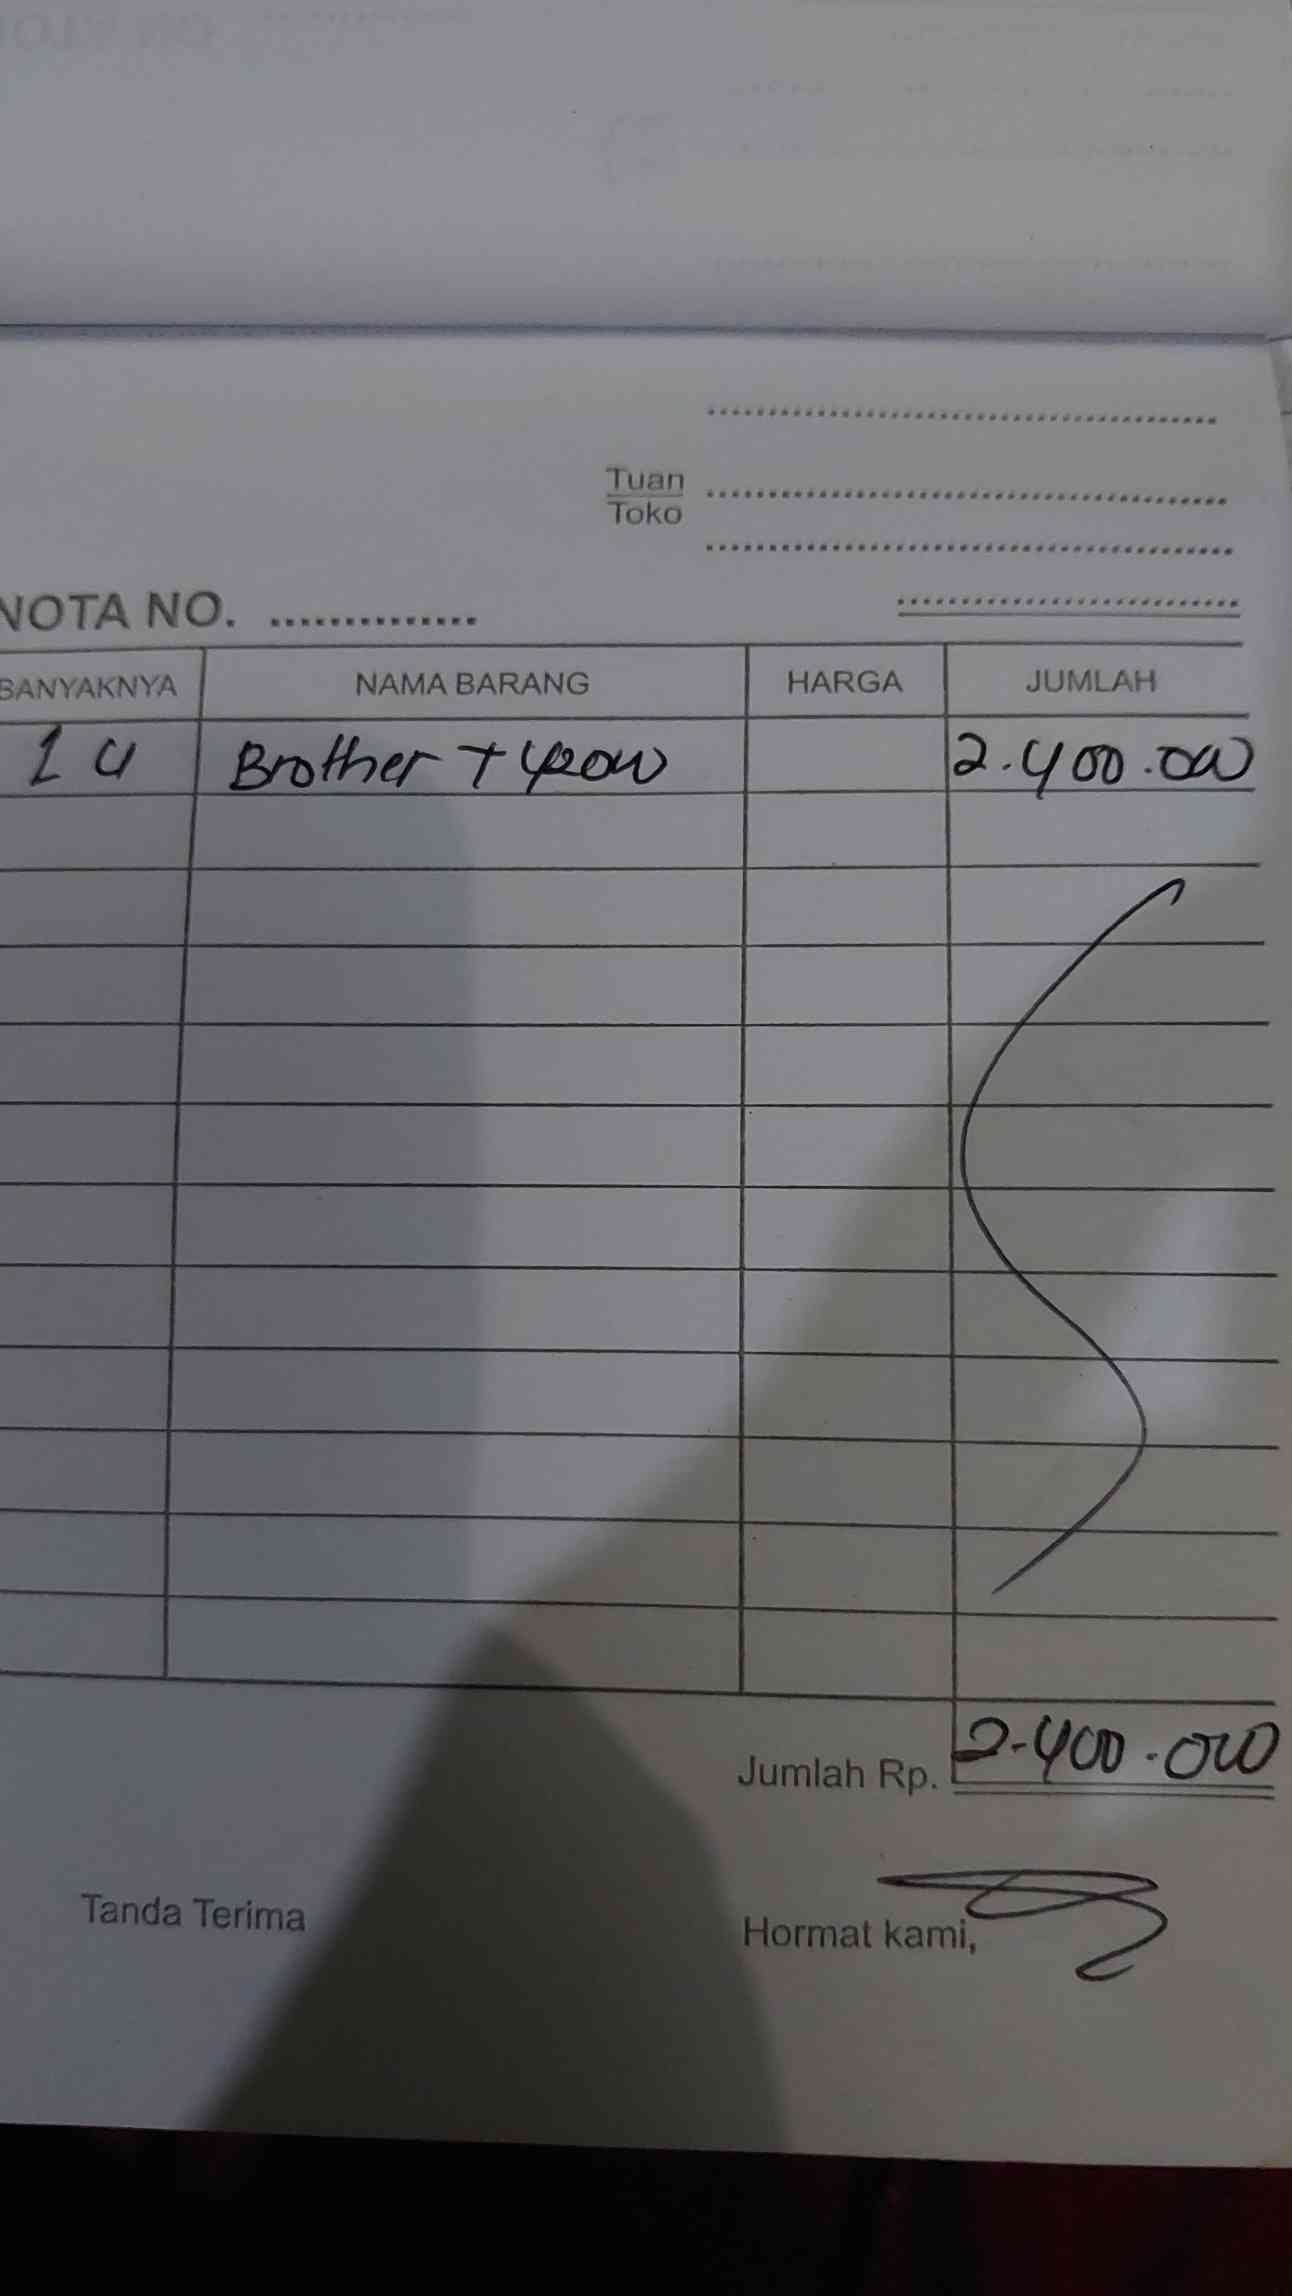 Tuan
Toko
NOTA NO. ..............
BANYAKNYA NAMA BARANG HARGA JUMLAH
1 U Brother T420W 2.400.000
Jumlah Rp. 2.400.000
Tanda Terima
Hormat kami,